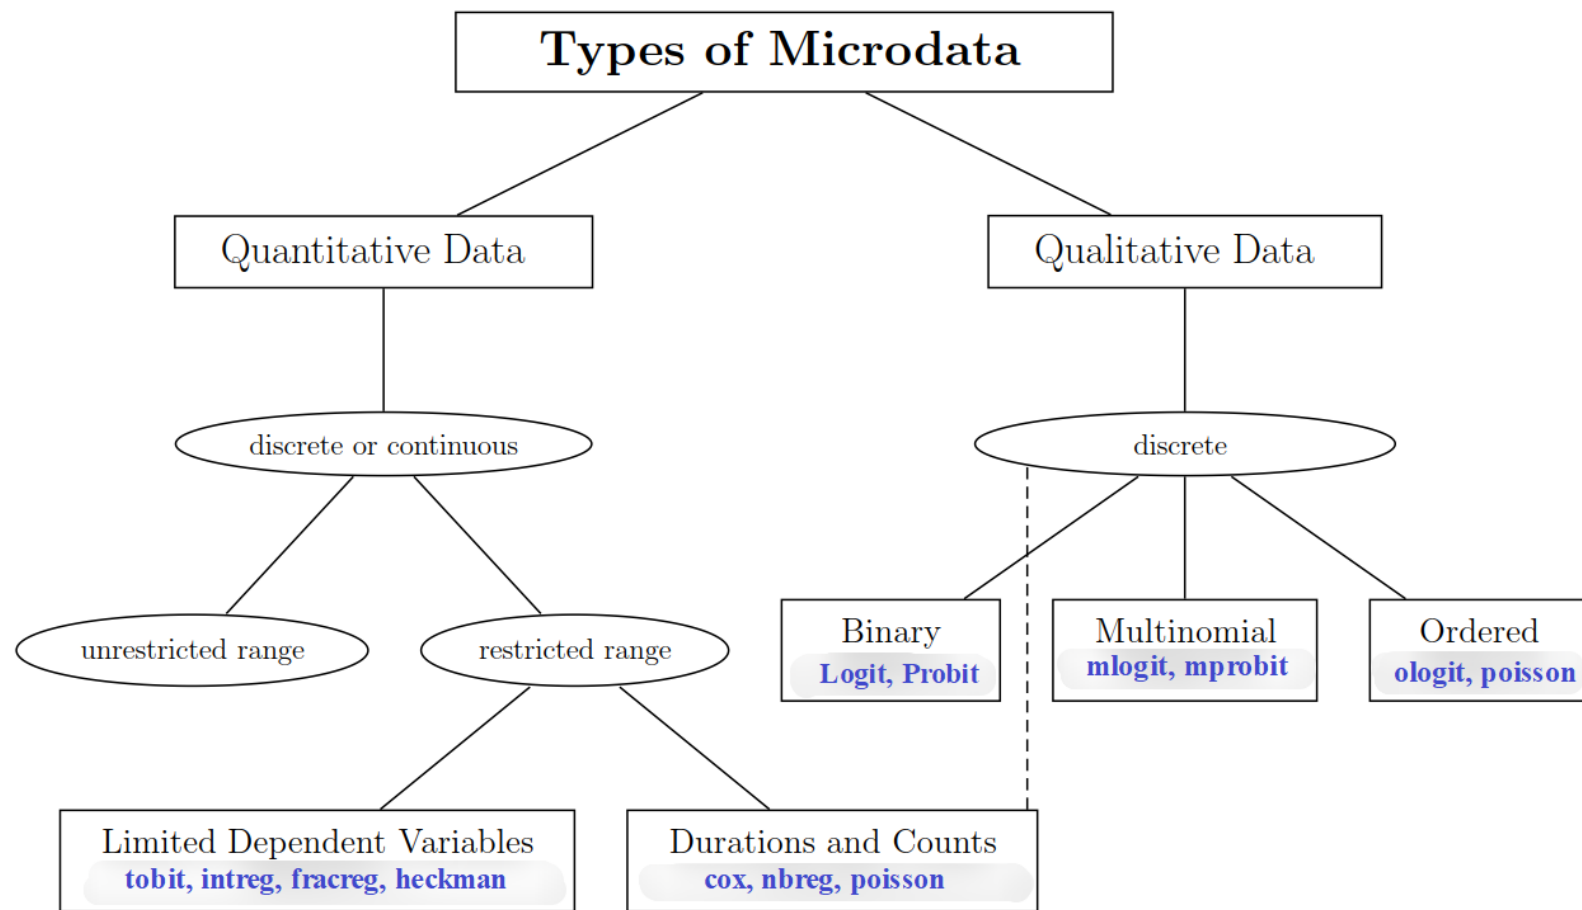 Types of Microdata
Quantitative Data
Qualitative Data
discrete or continuous
discrete
unrestricted range
restricted range
Binary
Logit, Probit
Multinomial
mlogit, mprobit
Ordered
ologit, poisson
Limited Dependent Variables
tobit, intreg, fracreg, heckman
Durations and Counts
cox, nbreg, poisson